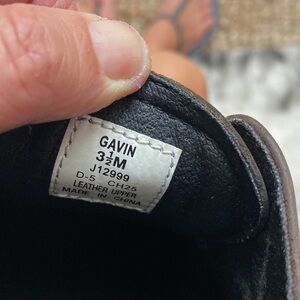 GAVIN
3½M
J12999
D-5 CH25
LEATHER UPPER
MADE IN CHINA